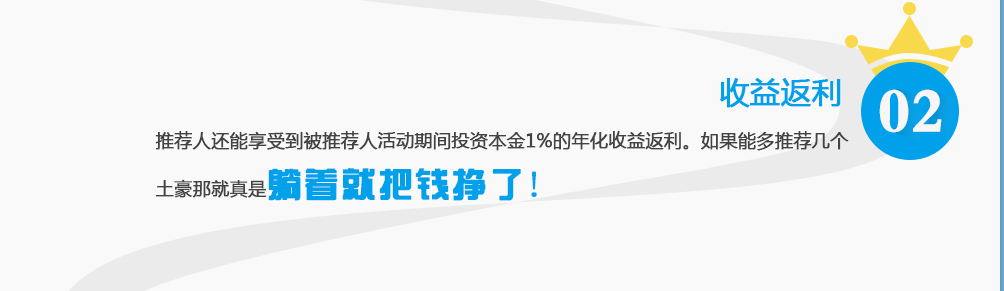 收益返利
02
推荐人还能享受到被推荐人活动期间投资本金1%的年化收益返利。如果能多推荐几个
土豪那就真是躺着就把钱挣了!